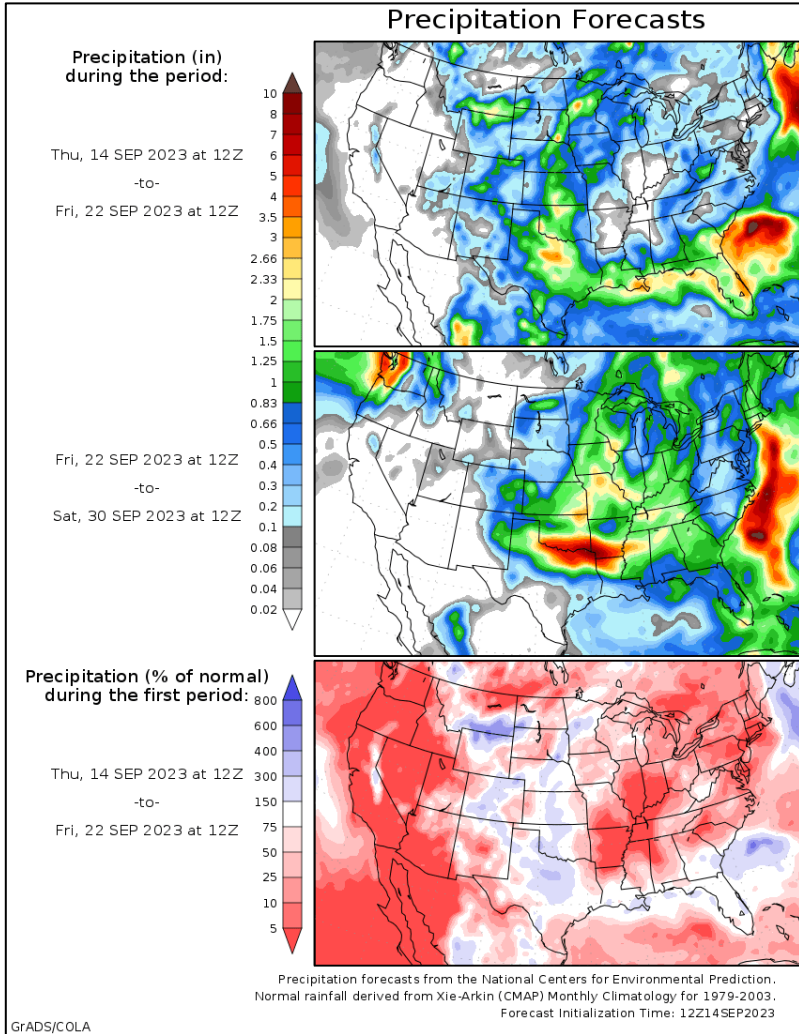 Precipitation Forecasts
Precipitation (in)
during the period:
Thu, 14 SEP 2023 at 12Z
-to-
Fri, 22 SEP 2023 at 12Z
10
8
7
6
5
4
3.5
3
2.66
2.33
2
1.75
1.5
1.25
1
0.83
0.66
0.5
0.4
0.3
0.2
0.1
0.08
0.06
0.04
0.02
Fri, 22 SEP 2023 at 12Z
-to-
Sat, 30 SEP 2023 at 12Z
Precipitation (% of normal)
during the first period:
Thu, 14 SEP 2023 at 12Z
-to-
Fri, 22 SEP 2023 at 12Z
800
600
400
300
150
75
50
25
10
5
Precipitation forecasts from the National Centers for Environmental Prediction.
Normal rainfall derived from Xie-Arkin (CMAP) Monthly Climatology for 1979-2003.
Forecast Initialization Time: 12Z14SEP2023
GrADS/COLA